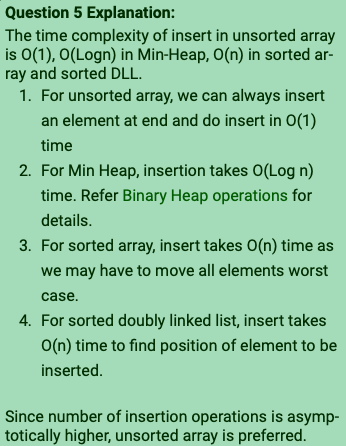 Question 5 Explanation:
The time complexity of insert in unsorted array
is O(1), O(Logn) in Min-Heap, O(n) in sorted ar-
ray and sorted DLL.
1. For unsorted array, we can always insert
an element at end and do insert in O(1)
time
2. For Min Heap, insertion takes O(Log n)
time. Refer Binary Heap operations for
details.
3. For sorted array, insert takes O(n) time as
we may have to move all elements worst
case.
4. For sorted doubly linked list, insert takes
O(n) time to find position of element to be
inserted.
Since number of insertion operations is asymp-
totically higher, unsorted array is preferred.